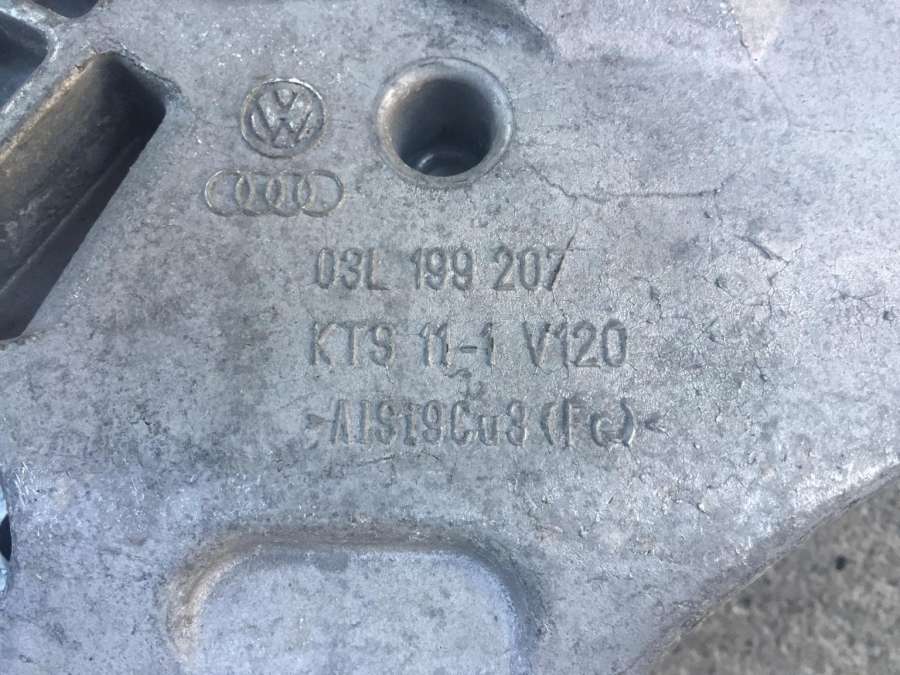 03L 199 207
KTS 11-1 V120
>AlSi9Cu3(Fe)<